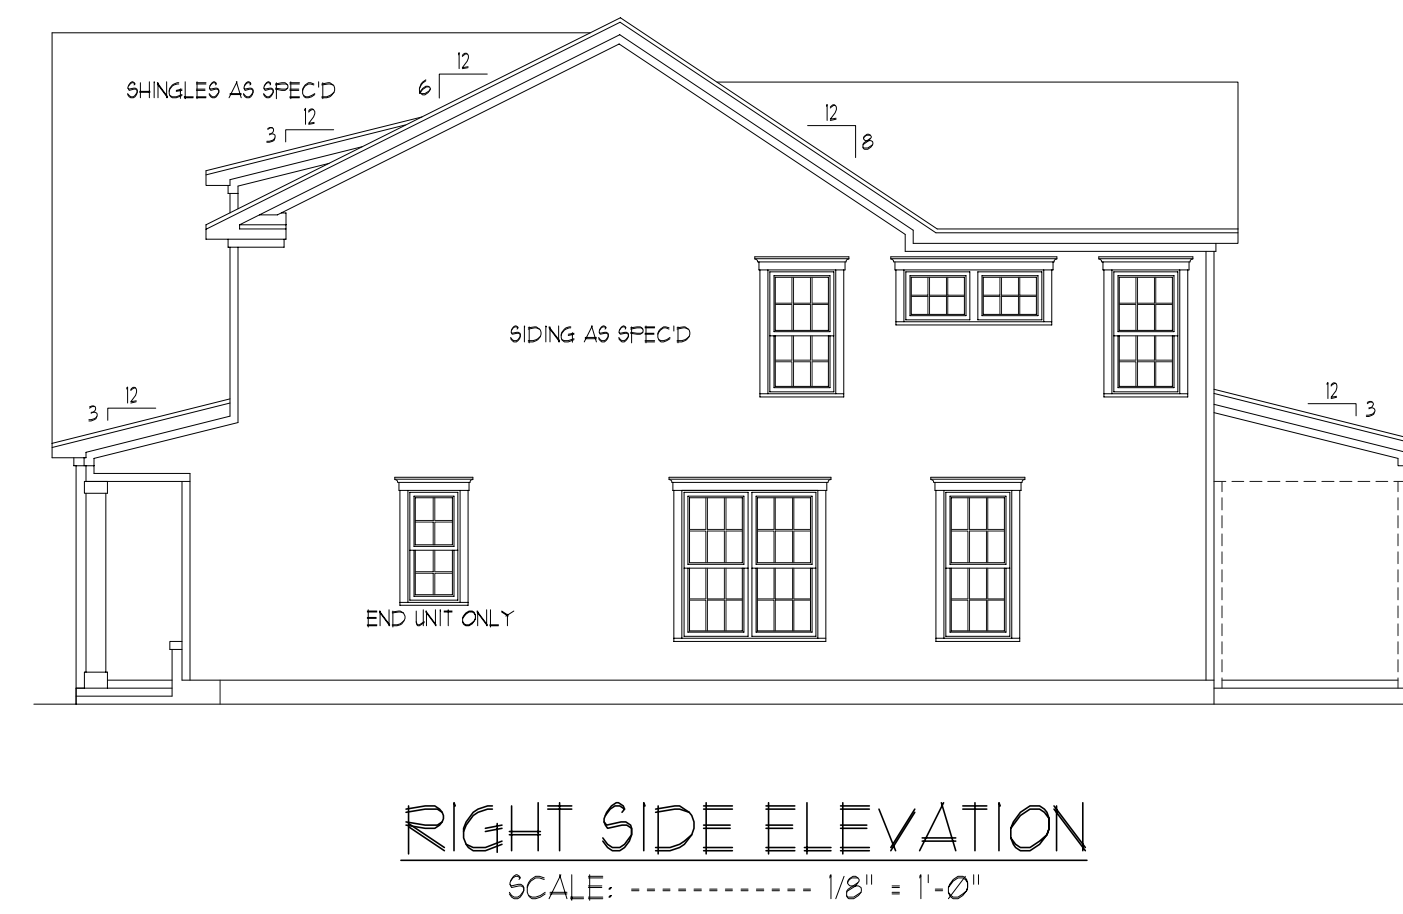 12
6
SHINGLES AS SPEC'D
12
3
12
8
SIDING AS SPEC'D
12
3
12
3
END UNIT ONLY
RIGHT SIDE ELEVATION
SCALE: ------------ 1/8" = 1'-0"